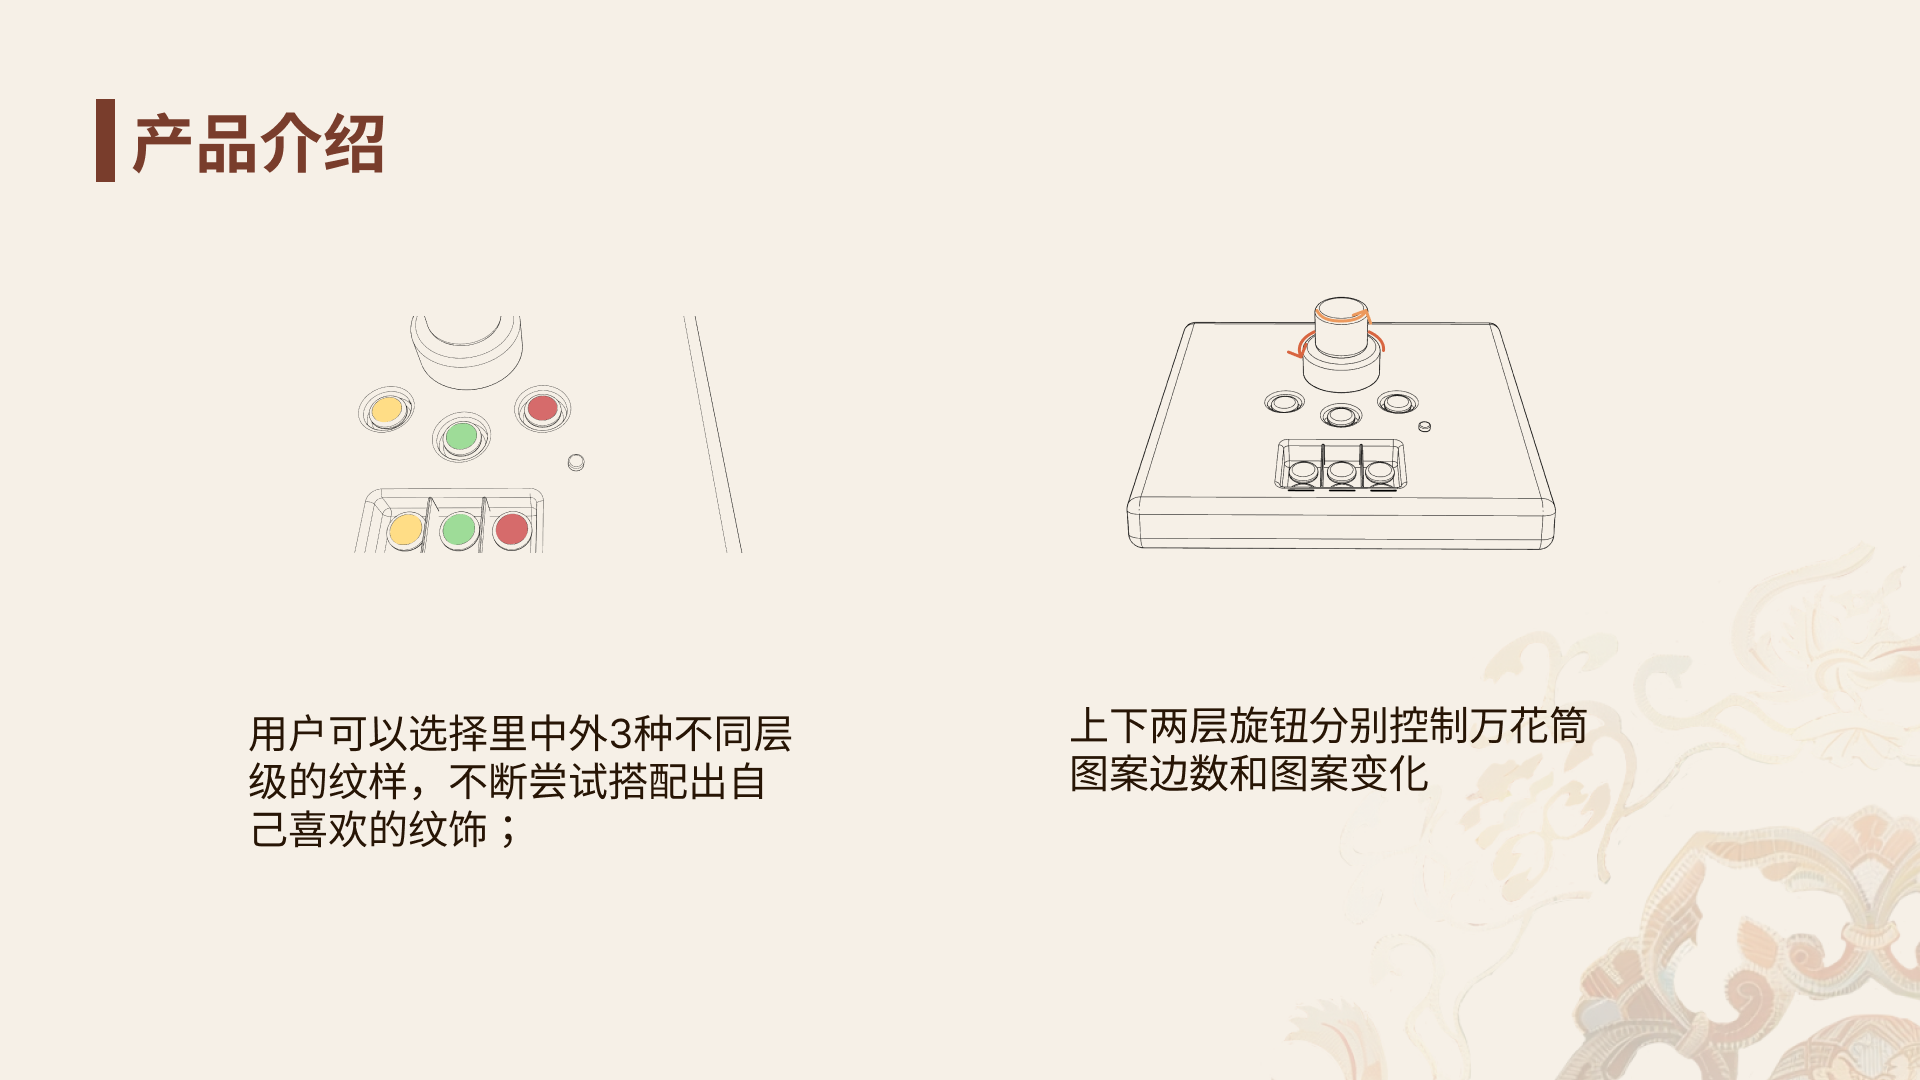 产品介绍
用户可以选择里中外3种不同层
级的纹样，不断尝试搭配出自
己喜欢的纹饰；
上下两层旋钮分别控制万花筒
图案边数和图案变化